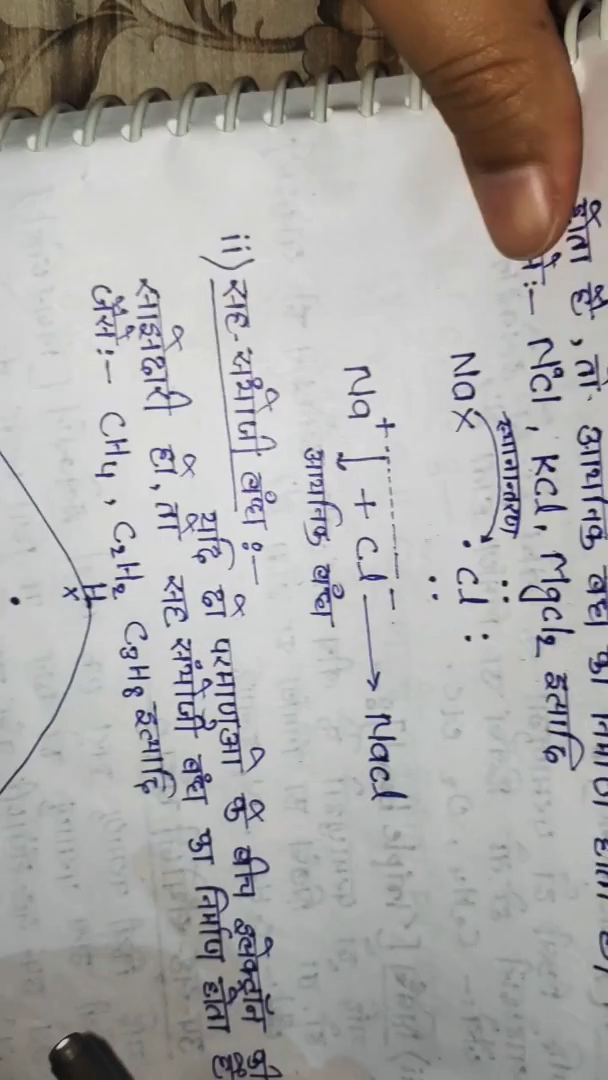 होता है, तो आयनिक बंध का निर्माण होता है।
:- Nacl, KCl, Mgcl₂ इत्यादि
स्थानान्तरण
Na× .cl:
Na⁺ + cl⁻ → Nacl
आयनिक बंध
ii) सह-संयोजी बंध :-
यदि दो परमाणुओं के बीच इलेक्ट्रॉन की
साझेदारी हो, तो सह संयोजी बंध का निर्माण होता है
जैसे:- CH₄, C₂H₂ C₃H₈ इत्यादि
H
×